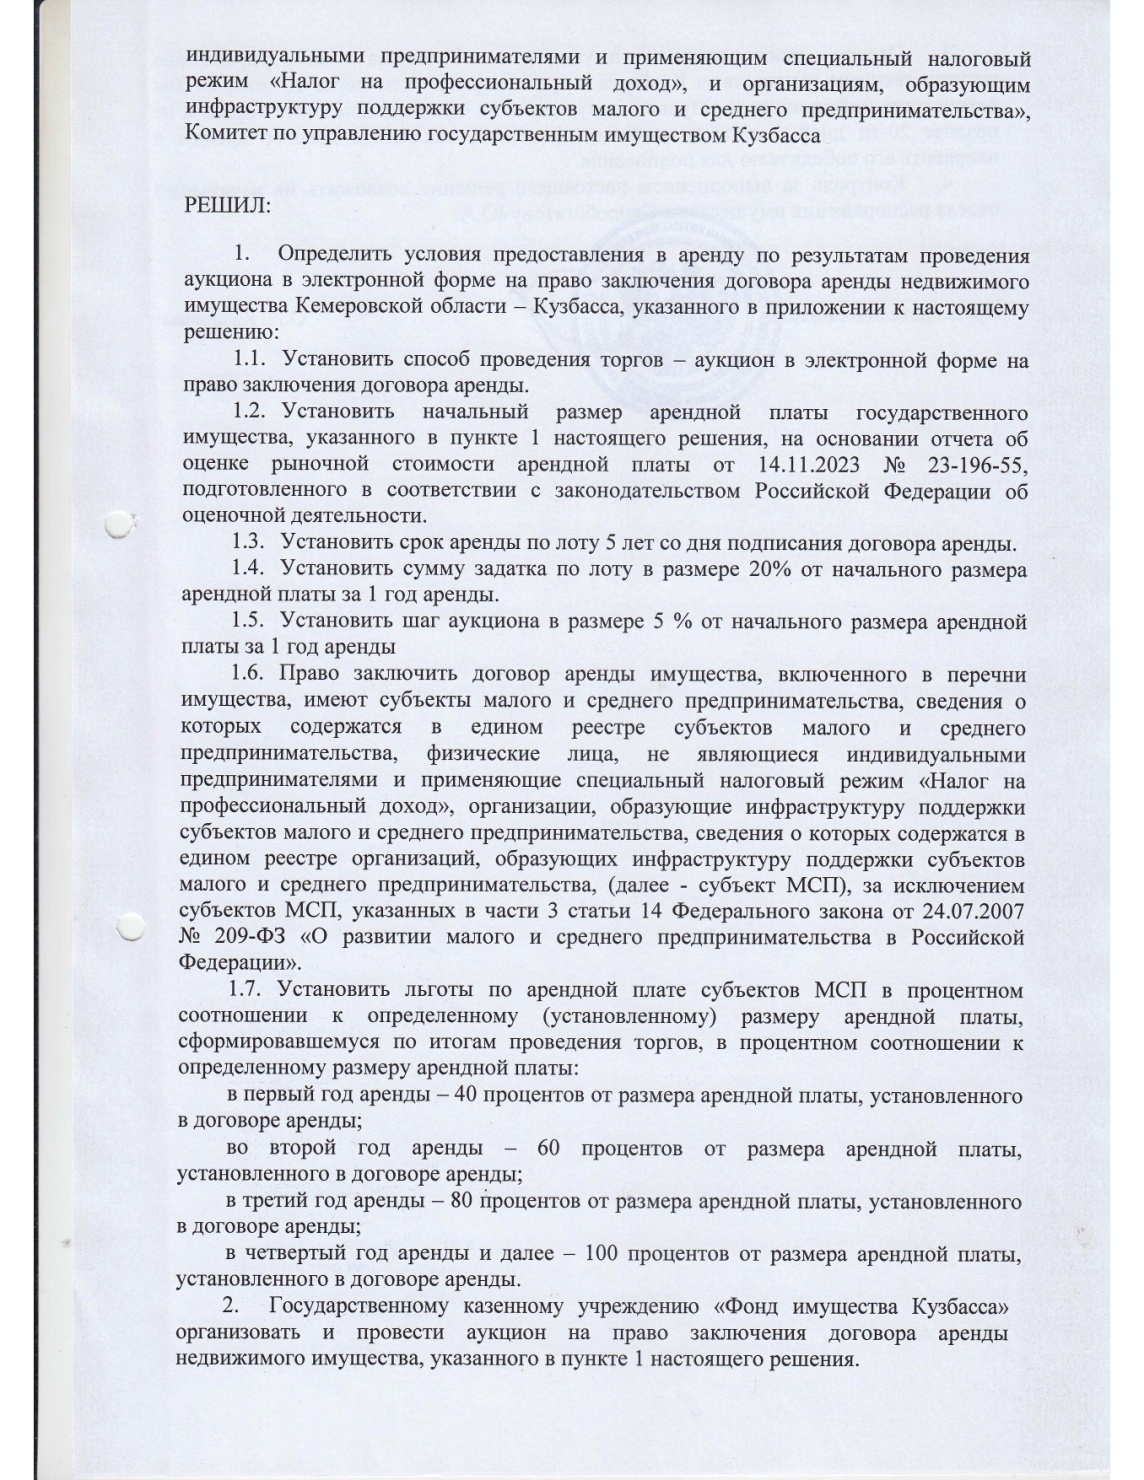 индивидуальными предпринимателями и применяющим специальный налоговый
режим «Налог на профессиональный доход», и организациям, образующим
инфраструктуру поддержки субъектов малого и среднего предпринимательства»,
Комитет по управлению государственным имуществом Кузбасса
РЕШИЛ:
1. Определить условия предоставления в аренду по результатам проведения
аукциона в электронной форме на право заключения договора аренды недвижимого
имущества Кемеровской области – Кузбасса, указанного в приложении к настоящему
решению:
1.1. Установить способ проведения торгов – аукцион в электронной форме на
право заключения договора аренды.
1.2. Установить начальный размер арендной платы государственного
имущества, указанного в пункте 1 настоящего решения, на основании отчета об
оценке рыночной стоимости арендной платы от 14.11.2023 № 23-196-55,
подготовленного в соответствии с законодательством Российской Федерации об
оценочной деятельности.
1.3. Установить срок аренды по лоту 5 лет со дня подписания договора аренды.
1.4. Установить сумму задатка по лоту в размере 20% от начального размера
арендной платы за 1 год аренды.
1.5. Установить шаг аукциона в размере 5 % от начального размера арендной
платы за 1 год аренды
1.6. Право заключить договор аренды имущества, включенного в перечни
имущества, имеют субъекты малого и среднего предпринимательства, сведения о
которых содержатся в едином реестре субъектов малого и среднего
предпринимательства, физические лица, не являющиеся индивидуальными
предпринимателями и применяющие специальный налоговый режим «Налог на
профессиональный доход», организации, образующие инфраструктуру поддержки
субъектов малого и среднего предпринимательства, сведения о которых содержатся в
едином реестре организаций, образующих инфраструктуру поддержки субъектов
малого и среднего предпринимательства, (далее - субъект МСП), за исключением
субъектов МСП, указанных в части 3 статьи 14 Федерального закона от 24.07.2007
№ 209-ФЗ «О развитии малого и среднего предпринимательства в Российской
Федерации».
1.7. Установить льготы по арендной плате субъектов МСП в процентном
соотношении к определенному (установленному) размеру арендной платы,
сформировавшемуся по итогам проведения торгов, в процентном соотношении к
определенному размеру арендной платы:
в первый год аренды – 40 процентов от размера арендной платы, установленного
в договоре аренды;
во второй год аренды – 60 процентов от размера арендной платы,
установленного в договоре аренды;
в третий год аренды – 80 процентов от размера арендной платы, установленного
в договоре аренды;
в четвертый год аренды и далее – 100 процентов от размера арендной платы,
установленного в договоре аренды.
2. Государственному казенному учреждению «Фонд имущества Кузбасса»
организовать и провести аукцион на право заключения договора аренды
недвижимого имущества, указанного в пункте 1 настоящего решения.